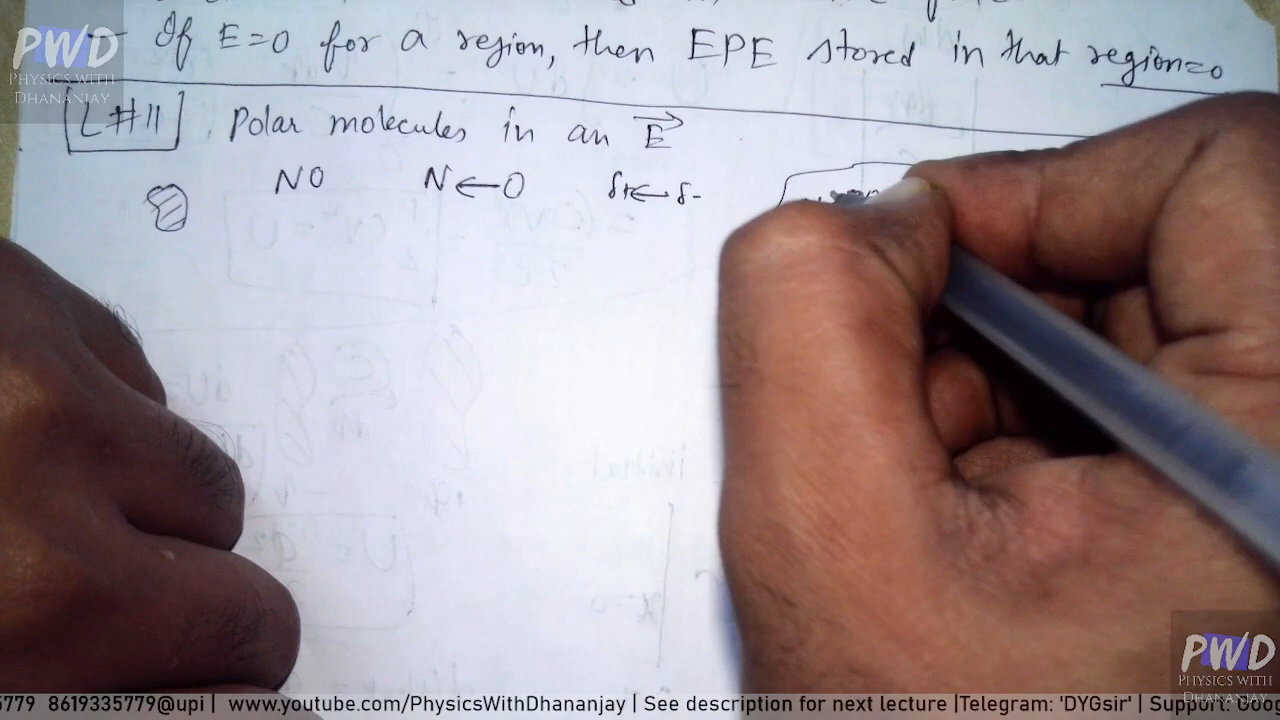 If E=0 for a region, then EPE stored in that region=0
L#11 Polar molecules in an E
NO N←O δ+← δ-
PWD
PHYSICS WITH
DHANANJAY
PWD
PHYSICS WITH
DHANANJAY
5779 8619335779@upi | www.youtube.com/PhysicsWithDhananjay | See description for next lecture |Telegram: 'DYGsir' | Support: Goog